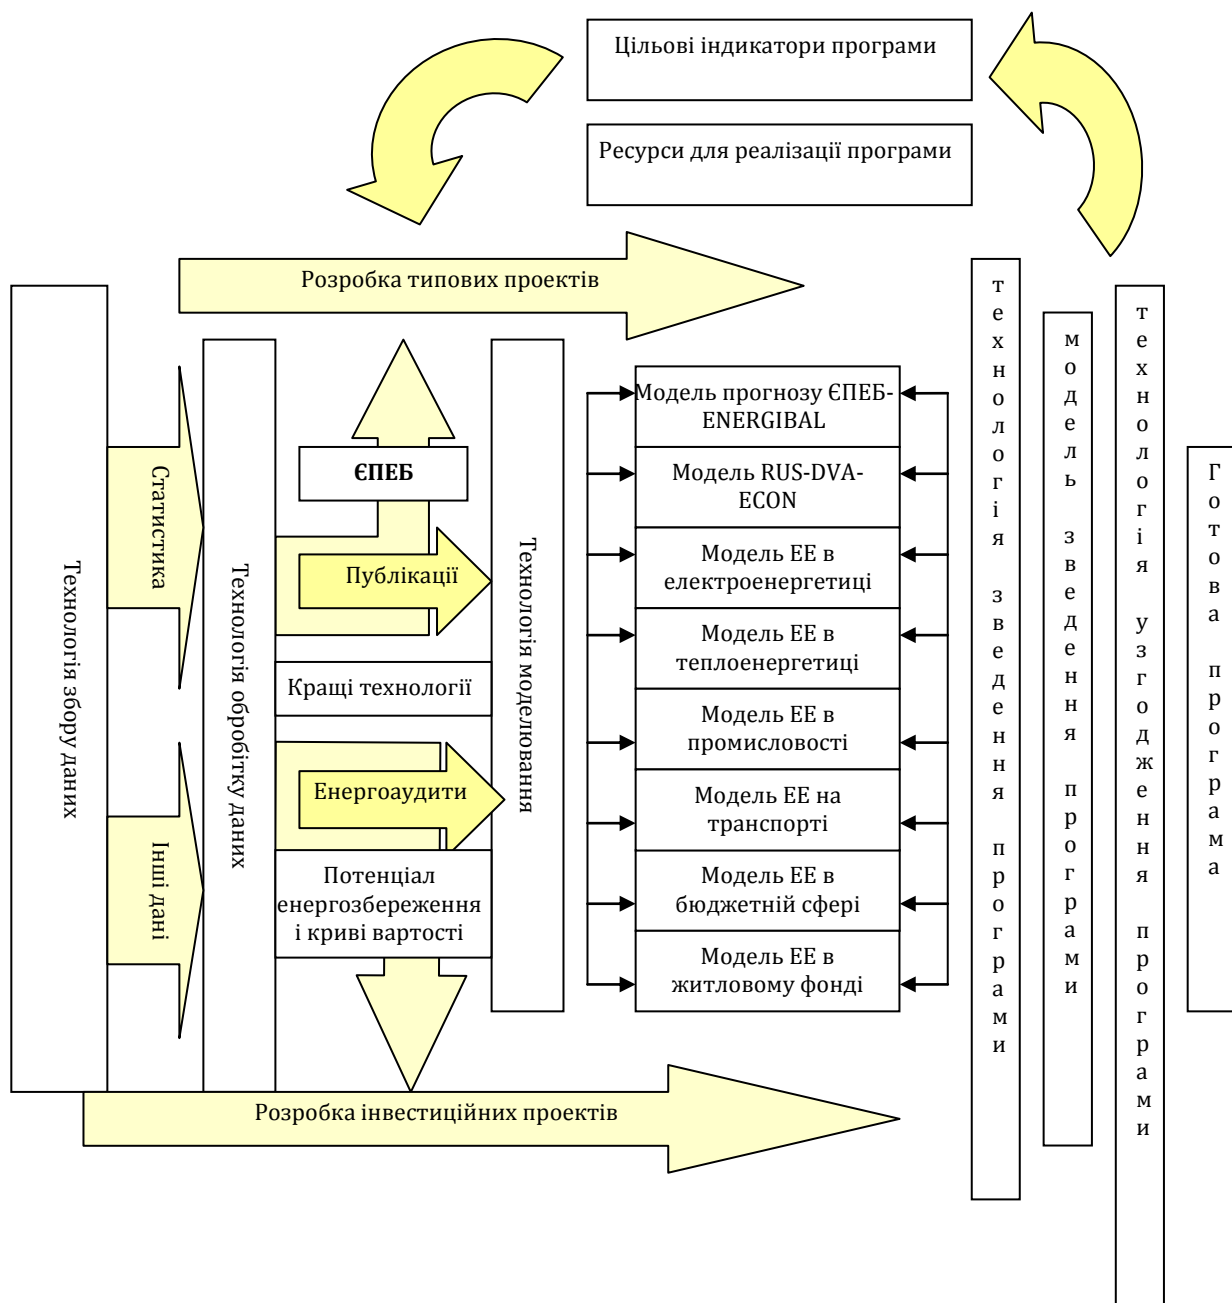 Цільові індикатори програми
Ресурси для реалізації програми
Розробка типових проектів
Технологія збору даних
Статистика
Інші дані
Технологія обробітку даних
ЄПЕБ
Публікації
Кращі технології
Енергоаудити
Потенціал
енергозбереження
і криві вартості
Технологія моделювання
Модель прогнозу ЄПЕБ-
ENERGIBAL
Модель RUS-DVA-
ECON
Модель ЕЕ в
електроенергетиці
Модель ЕЕ в
теплоенергетиці
Модель ЕЕ в
промисловості
Модель ЕЕ на
транспорті
Модель ЕЕ в
бюджетній сфері
Модель ЕЕ в
житловому фонді
технологія зведення програми
модель зведення програми
технологія узгодження програми
Готова програма
Розробка інвестиційних проектів